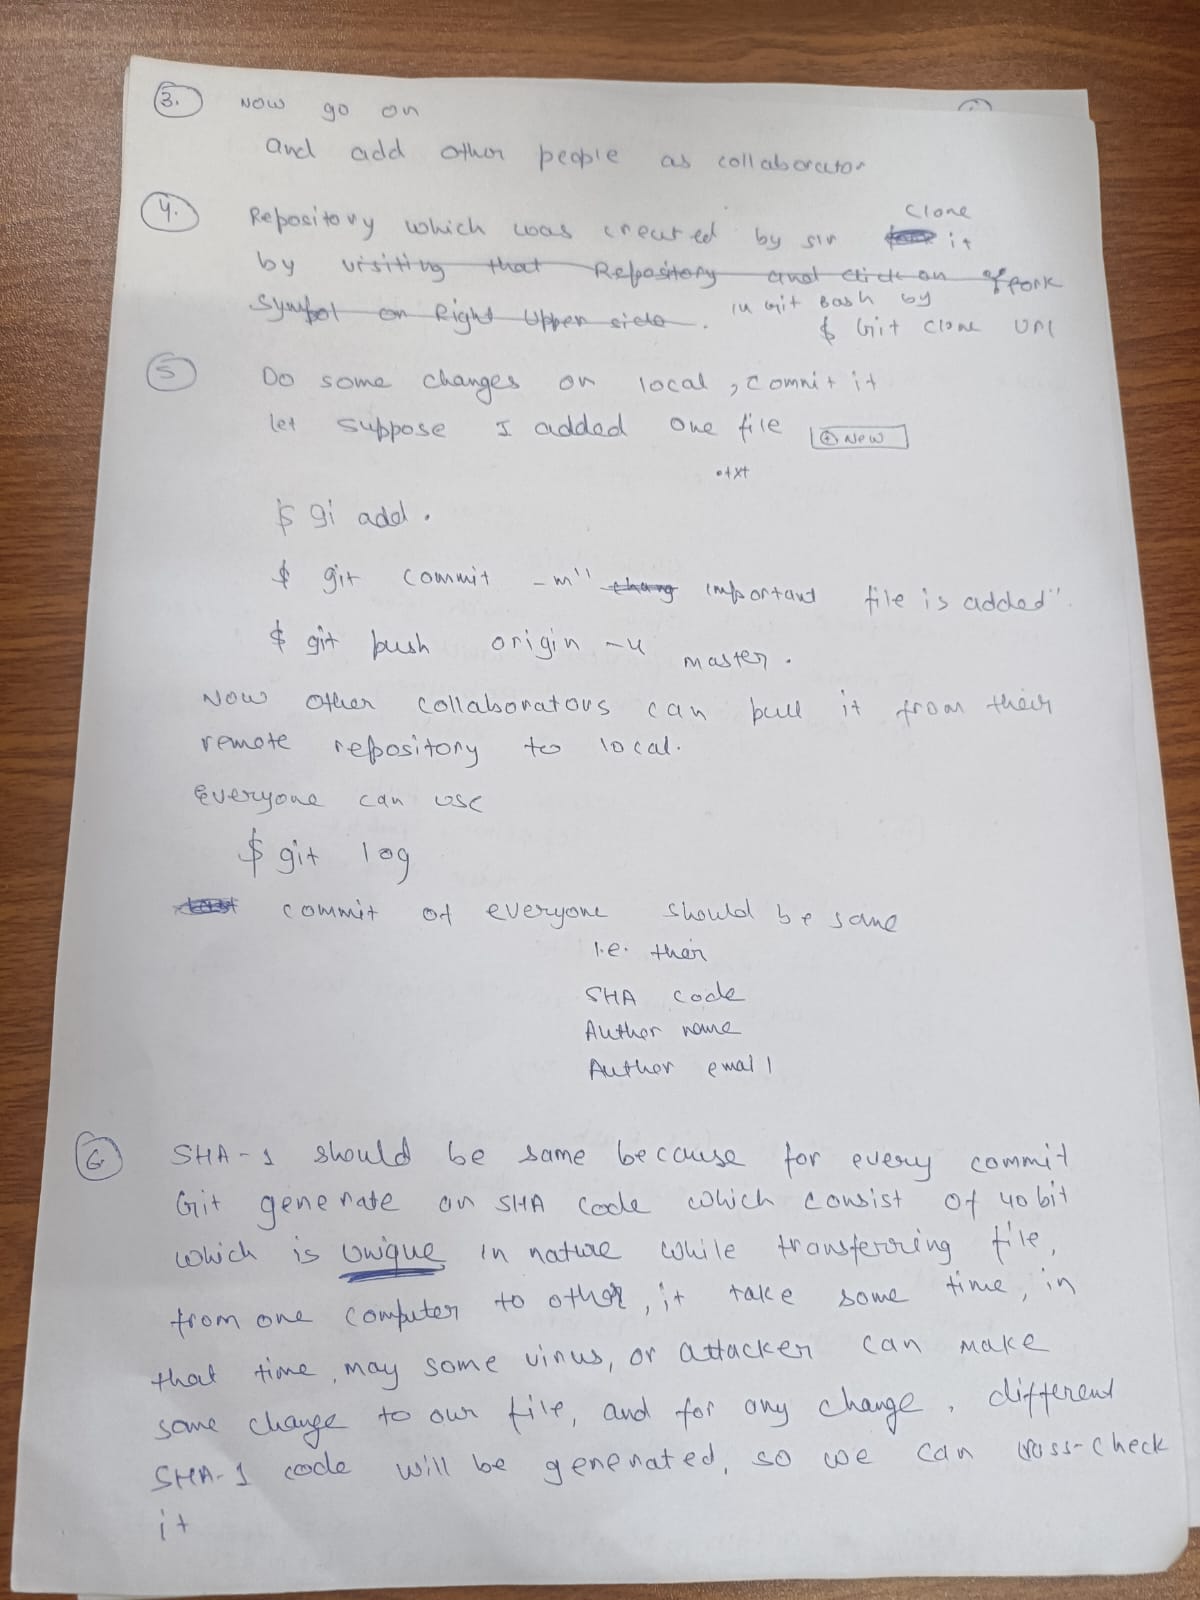 3. NOW go on
and add other people as collaborator
4. Repository which was created by sir clone it
by visiting that Repository and click on of Fork
symbol on Right Upper side. in Git Bash by
$ Git clone url
5 Do some changes on local, commit it
let suppose I added one file + New
.txt
$ gi add .
$ git commit -m" chang important file is added".
$ git push origin -u master.
NOW other collaborators can pull it from their
remote repository to local.
Everyone can use
$ git log
commit of everyone should be same
i.e. their
SHA code
Author name
Author email
6. SHA-1 should be same because for every commit
Git generate an SHA code which consist of 40 bit
which is unique in nature while transferring file,
from one computer to other, it take some time, in
that time, may some virus, or attacker can make
some change to our file, and for any change, different
SHA-1 code will be generated, so we can cross-check
it